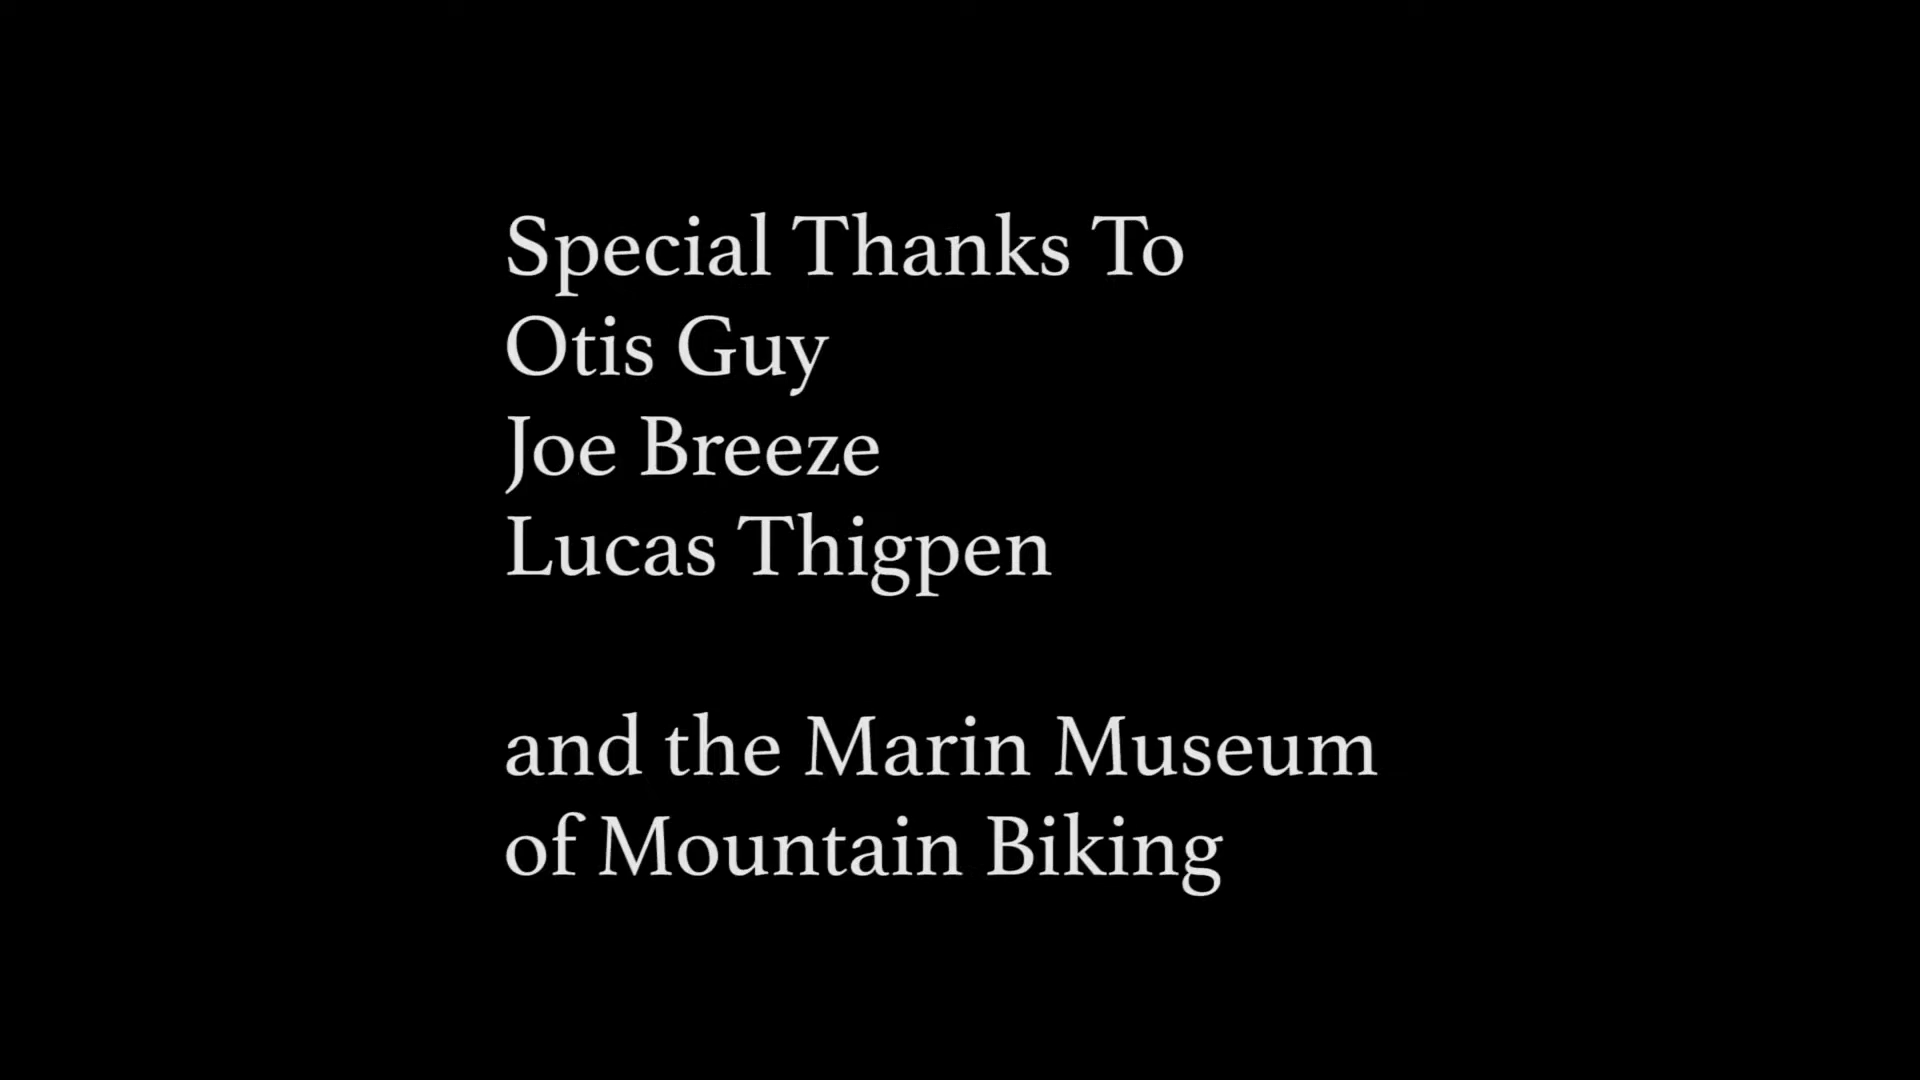 Special Thanks To
Otis Guy
Joe Breeze
Lucas Thigpen
and the Marin Museum
of Mountain Biking